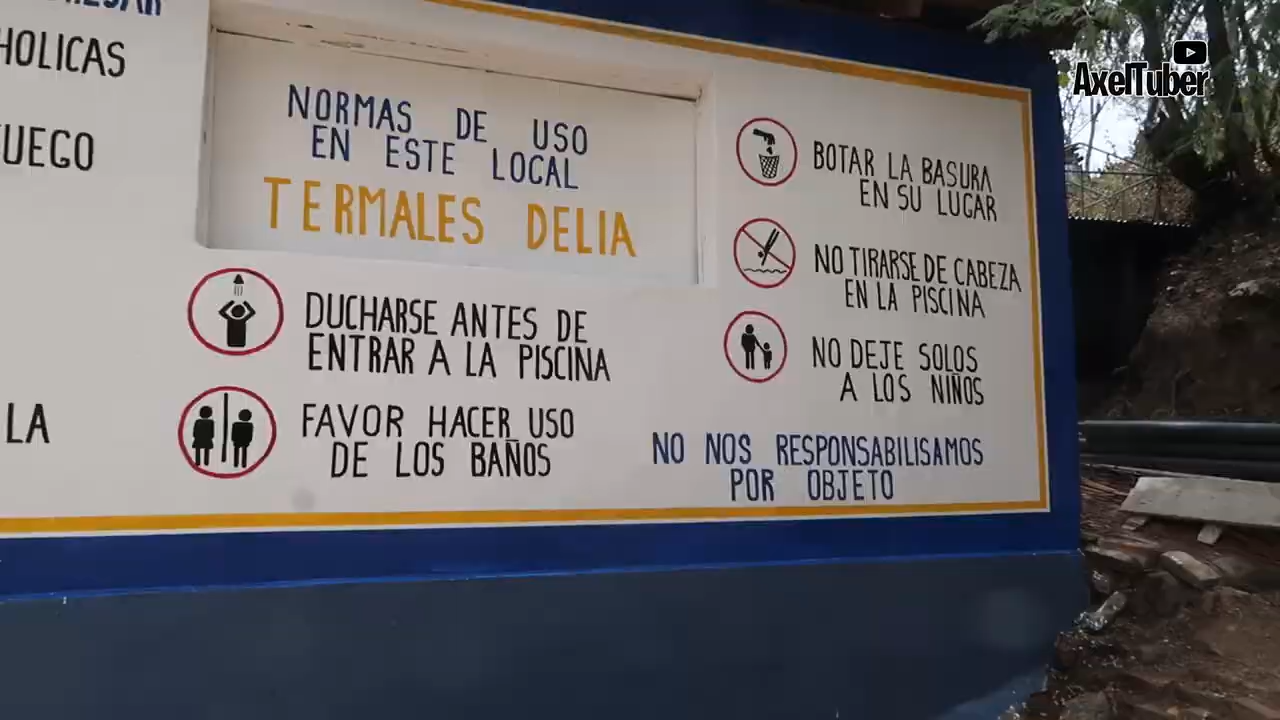 HOLICAS
UEGO
LA
NORMAS DE USO
EN ESTE LOCAL
TERMALES DELIA
DUCHARSE ANTES DE
ENTRAR A LA PISCINA
FAVOR HACER USO
DE LOS BAÑOS
BOTAR LA BASURA
EN SU LUGAR
NO TIRARSE DE CABEZA
EN LA PISCINA
NO DEJE SOLOS
A LOS NIÑOS
NO NOS RESPONSABILISAMOS
POR OBJETO
AxelTuber